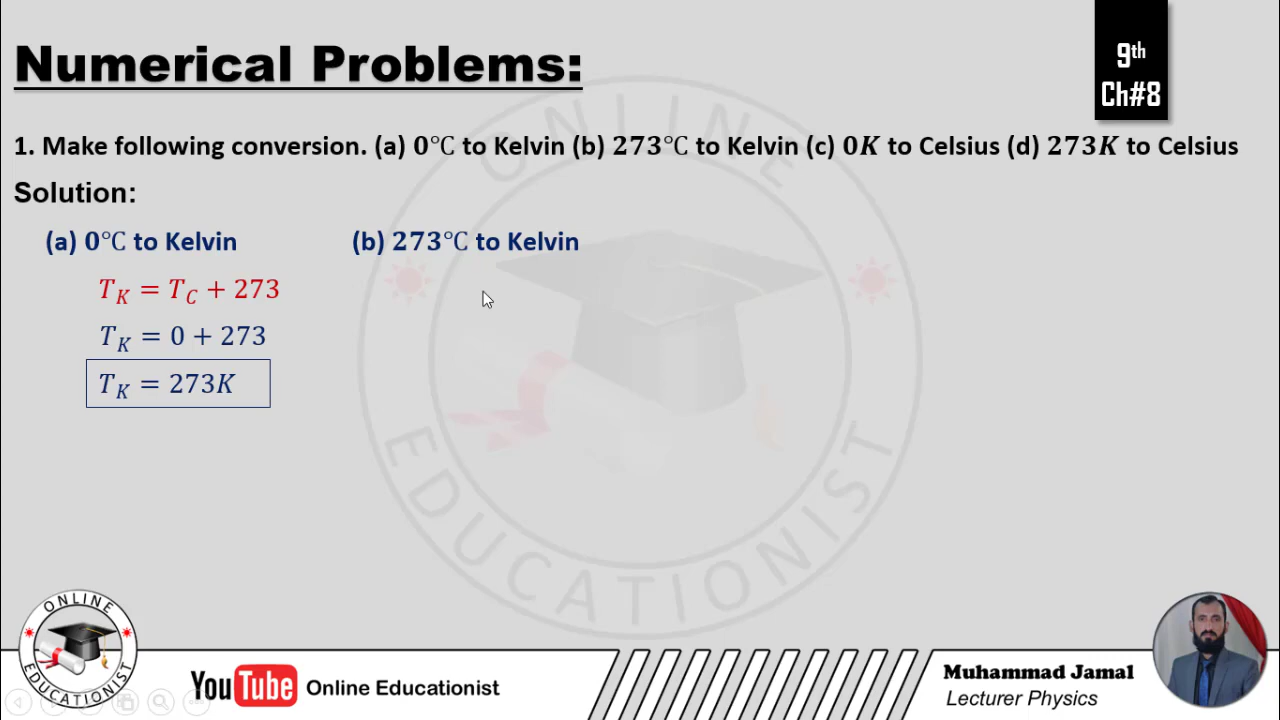 Numerical Problems:
9th
Ch#8
1. Make following conversion. (a) 0℃ to Kelvin (b) 273℃ to Kelvin (c) 0K to Celsius (d) 273K to Celsius
Solution:
(a) 0℃ to Kelvin
(b) 273℃ to Kelvin
T_K = T_C + 273
T_K = 0 + 273
T_K = 273K
ONLINE
EDUCATIONIST
ONLINE
EDUCATIONIST
YouTube Online Educationist
Muhammad Jamal
Lecturer Physics